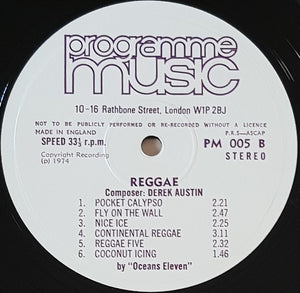 programme
music
10-16 Rathbone Street, London W1P 2BJ
NOT TO BE PUBLICLY PERFORMED OR RE-RECORDED WITHOUT A LICENCE
MADE IN ENGLAND P.R.S-ASCAP
SPEED 33⅓ r.p.m. PM 005 B
STEREO
Copyright Recording
(p) 1974
REGGAE
Composer: DEREK AUSTIN
1. POCKET CALYPSO 2.21
2. FLY ON THE WALL 2.47
3. NICE ICE 2.25
4. CONTINENTAL REGGAE 3.11
5. REGGAE FIVE 2.32
6. COCONUT ICING 1.46
by "Oceans Eleven"